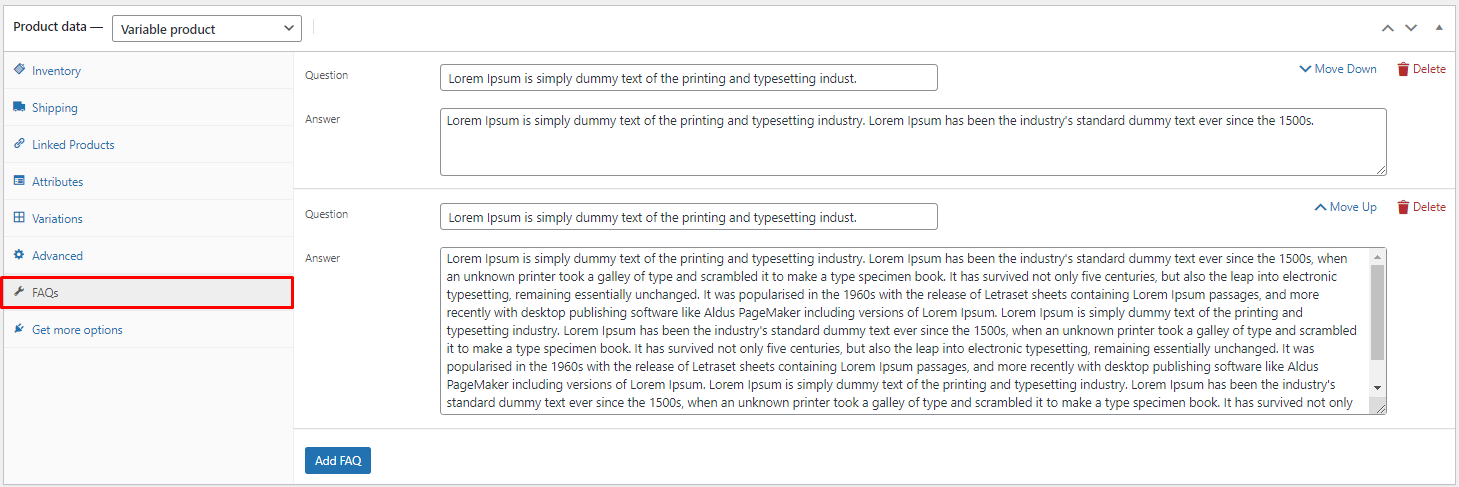 Product data —
Variable product
Inventory
Shipping
Linked Products
Attributes
Variations
Advanced
FAQs
Get more options
Question
Lorem Ipsum is simply dummy text of the printing and typesetting indust.
Move Down
Delete
Answer
Lorem Ipsum is simply dummy text of the printing and typesetting industry. Lorem Ipsum has been the industry's standard dummy text ever since the 1500s.
Question
Lorem Ipsum is simply dummy text of the printing and typesetting indust.
Move Up
Delete
Answer
Lorem Ipsum is simply dummy text of the printing and typesetting industry. Lorem Ipsum has been the industry's standard dummy text ever since the 1500s, when
an unknown printer took a galley of type and scrambled it to make a type specimen book. It has survived not only five centuries, but also the leap into electronic
typesetting, remaining essentially unchanged. It was popularised in the 1960s with the release of Letraset sheets containing Lorem Ipsum passages, and more
recently with desktop publishing software like Aldus PageMaker including versions of Lorem Ipsum. Lorem Ipsum is simply dummy text of the printing and
typesetting industry. Lorem Ipsum has been the industry's standard dummy text ever since the 1500s, when an unknown printer took a galley of type and scrambled
it to make a type specimen book. It has survived not only five centuries, but also the leap into electronic typesetting, remaining essentially unchanged. It was
popularised in the 1960s with the release of Letraset sheets containing Lorem Ipsum passages, and more recently with desktop publishing software like Aldus
PageMaker including versions of Lorem Ipsum. Lorem Ipsum is simply dummy text of the printing and typesetting industry. Lorem Ipsum has been the industry's
standard dummy text ever since the 1500s, when an unknown printer took a galley of type and scrambled it to make a type specimen book. It has survived not only
Add FAQ